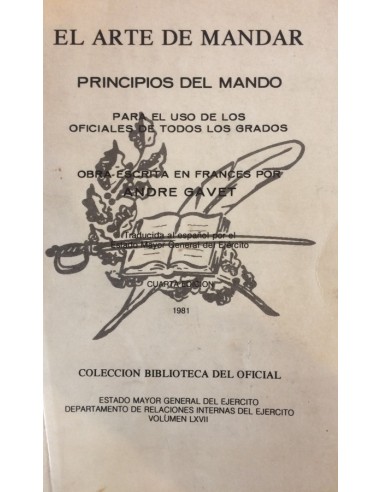 EL ARTE DE MANDAR
PRINCIPIOS DEL MANDO
PARA EL USO DE LOS
OFICIALES DE TODOS LOS GRADOS
OBRA ESCRITA EN FRANCES POR
ANDRE GAVET
Traducida al español por el
Estado Mayor General del Ejército
CUARTA EDICION
1981
COLECCION BIBLIOTECA DEL OFICIAL
ESTADO MAYOR GENERAL DEL EJERCITO
DEPARTAMENTO DE RELACIONES INTERNAS DEL EJERCITO
VOLUMEN LXVII